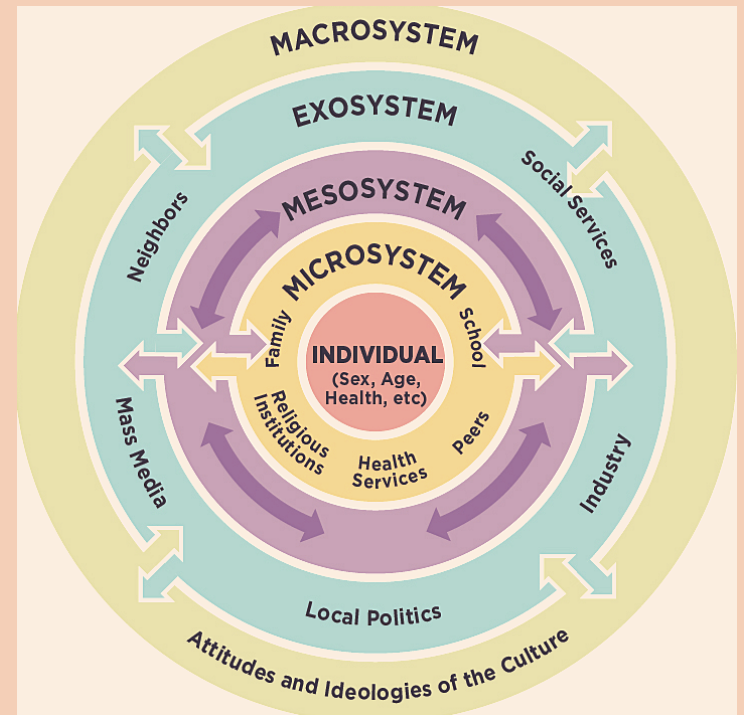 MACROSYSTEM
EXOSYSTEM
Neighbors
Social Services
MESOSYSTEM
MICROSYSTEM
Family
School
INDIVIDUAL
(Sex, Age,
Health, etc)
Religious
Institutions
Health
Services
Peers
Mass Media
Industry
Local Politics
Attitudes and Ideologies of the Culture